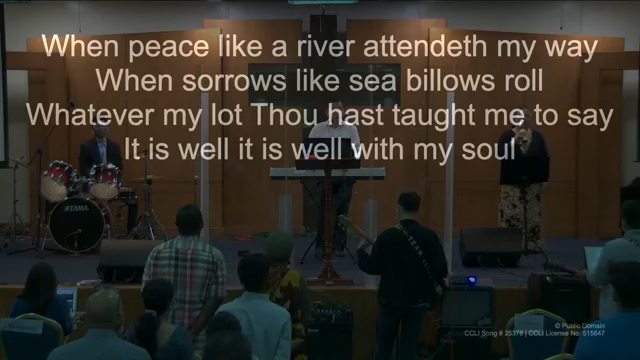 When peace like a river attendeth my way
When sorrows like sea billows roll
Whatever my lot Thou hast taught me to say
It is well it is well with my soul
TAMA
© Public Domain
CCLI Song # 25376 | CCLI License No. 515647